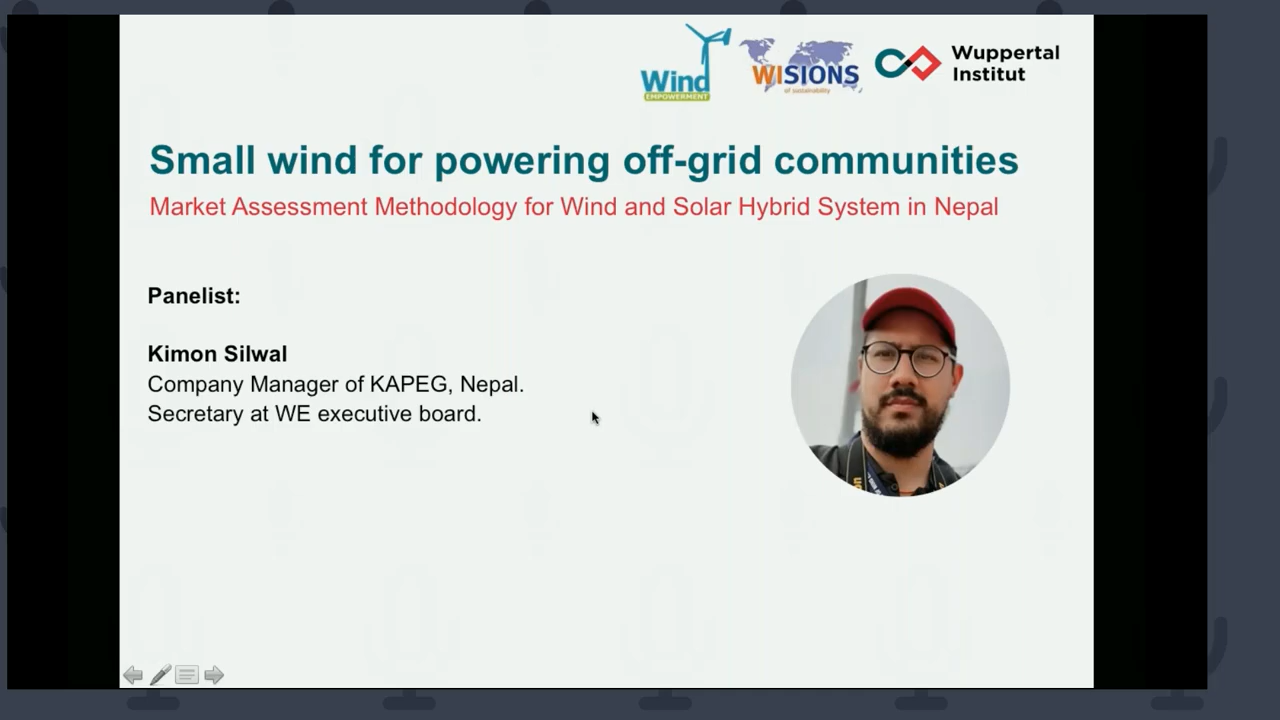 Wind
EMPOWERMENT
WISIONS
of sustainability
Wuppertal
Institut
Small wind for powering off-grid communities
Market Assessment Methodology for Wind and Solar Hybrid System in Nepal
Panelist:
Kimon Silwal
Company Manager of KAPEG, Nepal.
Secretary at WE executive board.